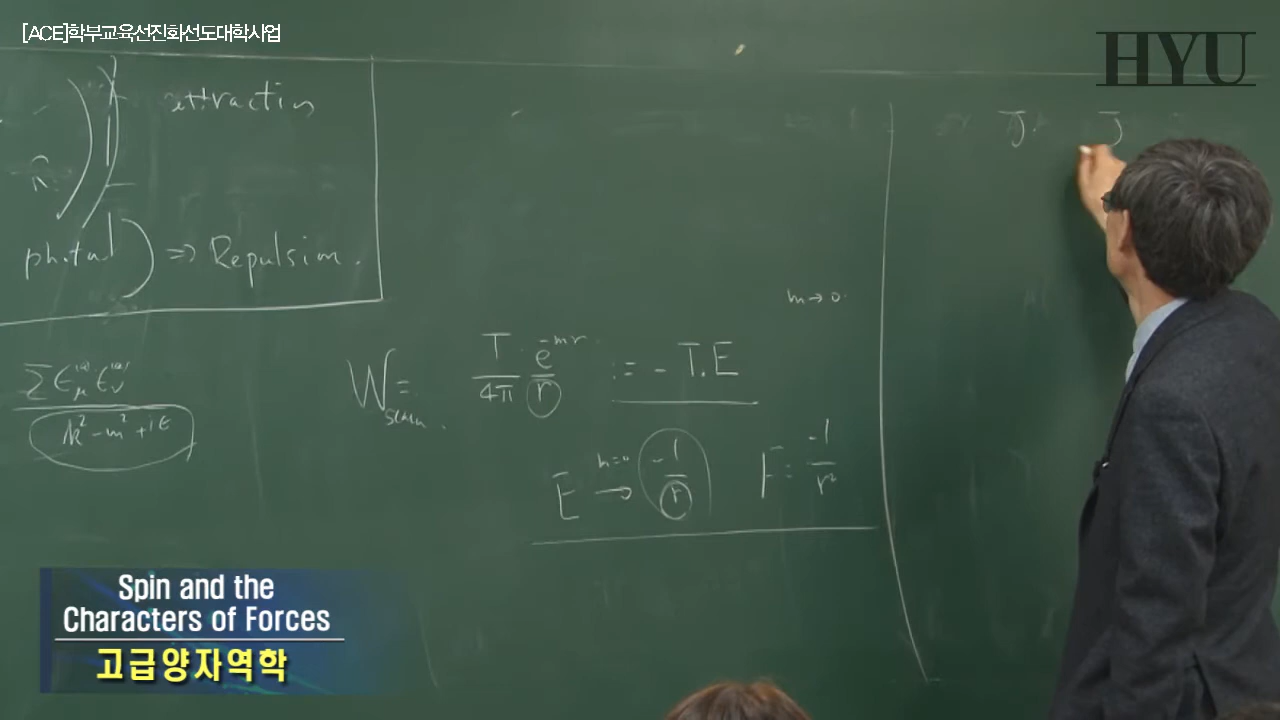 [ACE]학부교육선진화선도대학사업
HYU
attraction
photon) ⇒ Repulsion.
Σ ϵμ^(a) ϵν^(a)
k² - m² + iϵ
W = T/4π · e^-mr/r := - T.E
m → 0
E →^{m=0} -1/r
F = -1/r²
J J
Spin and the
Characters of Forces
고급양자역학